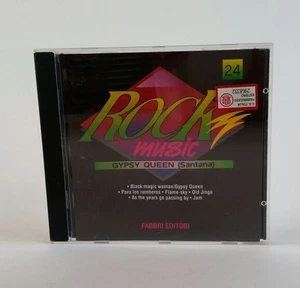 24
ROCK
music
GYPSY QUEEN (Santana)
• Black magic woman/Gypsy Queen
• Para los rumberos • Flame-sky • Old Jingo
• As the years go passing by • Jam
FABBRI EDITORI